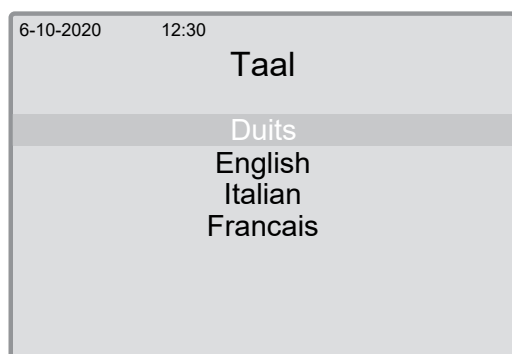 6-10-2020 12:30
Taal
Duits
English
Italian
Francais